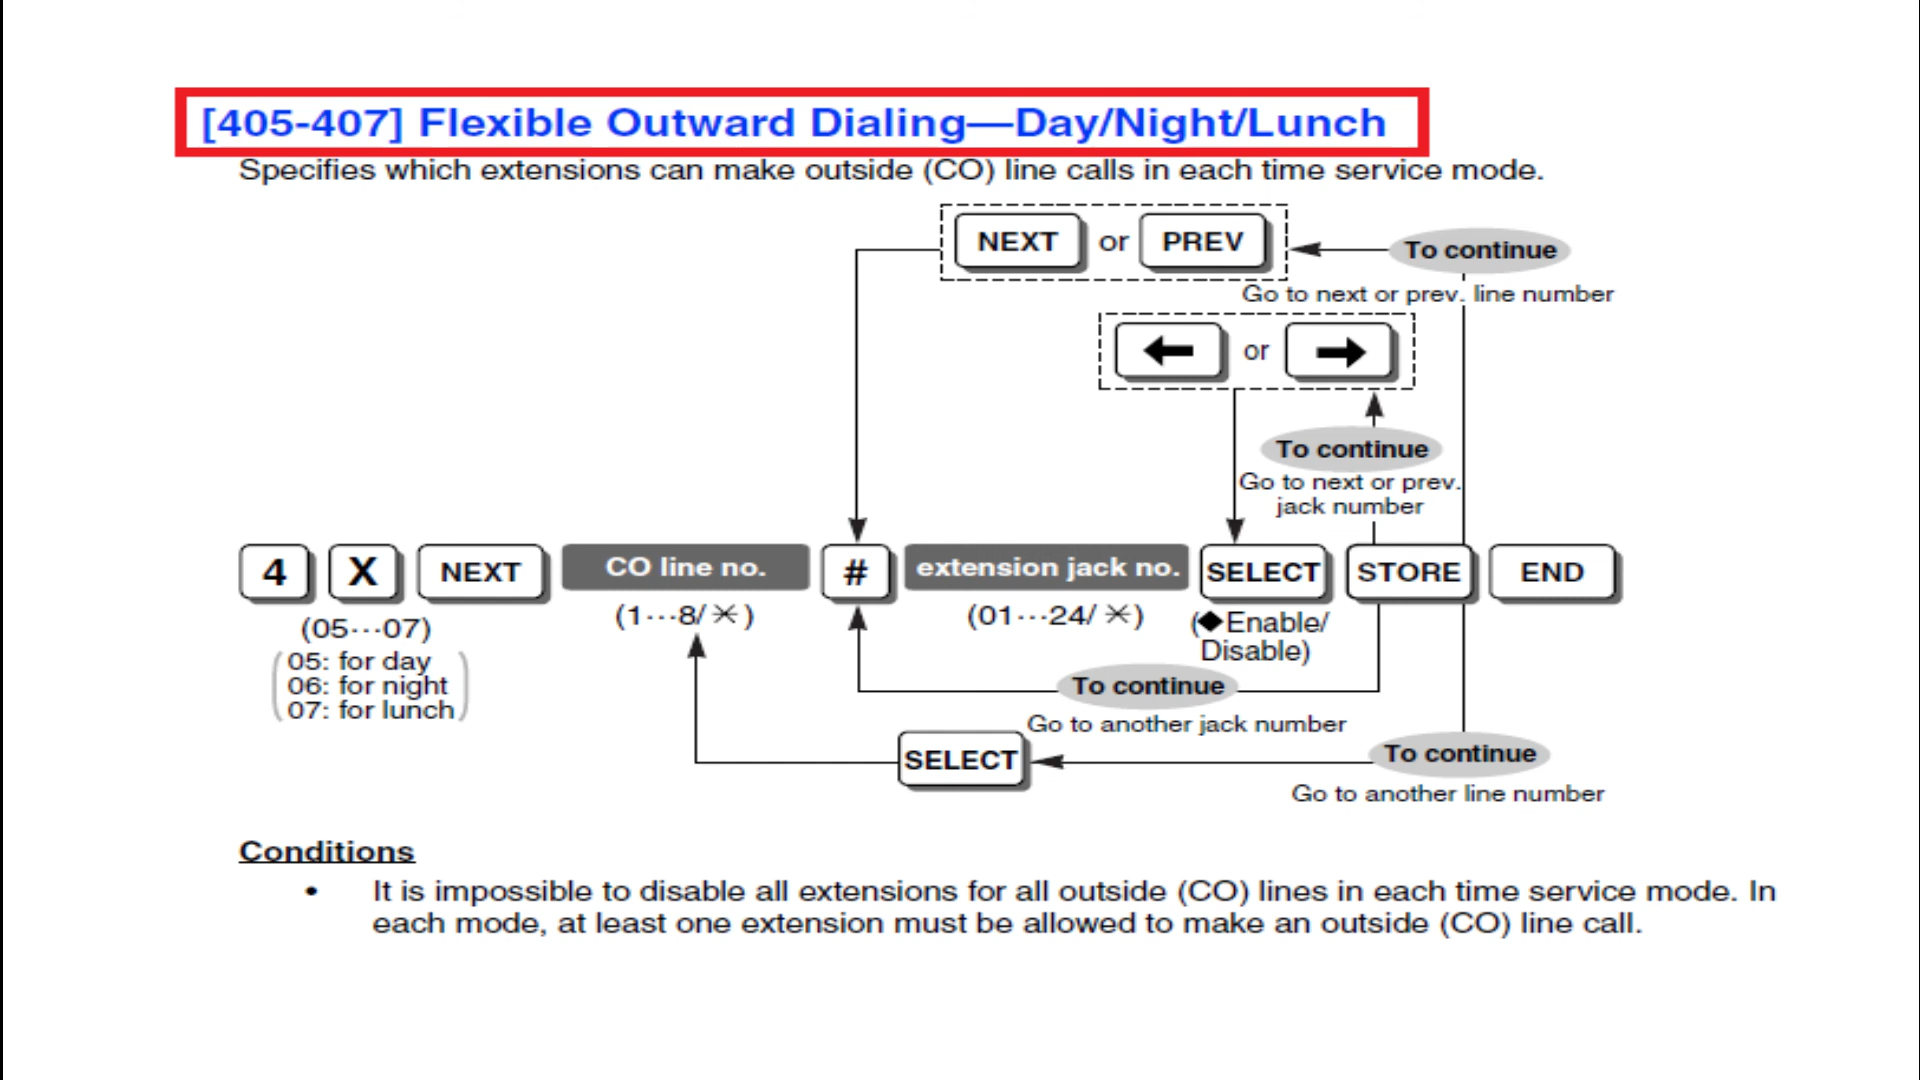 [405-407] Flexible Outward Dialing—Day/Night/Lunch
Specifies which extensions can make outside (CO) line calls in each time service mode.
NEXT or PREV To continue
Go to next or prev. line number
← or →
To continue
Go to next or prev.
jack number
4 X NEXT CO line no. # extension jack no. SELECT STORE END
(05···07) (1···8/✳) (01···24/✳) (◆Enable/
Disable)
05: for day
06: for night
07: for lunch
To continue
Go to another jack number
SELECT To continue
Go to another line number
Conditions
• It is impossible to disable all extensions for all outside (CO) lines in each time service mode. In
each mode, at least one extension must be allowed to make an outside (CO) line call.